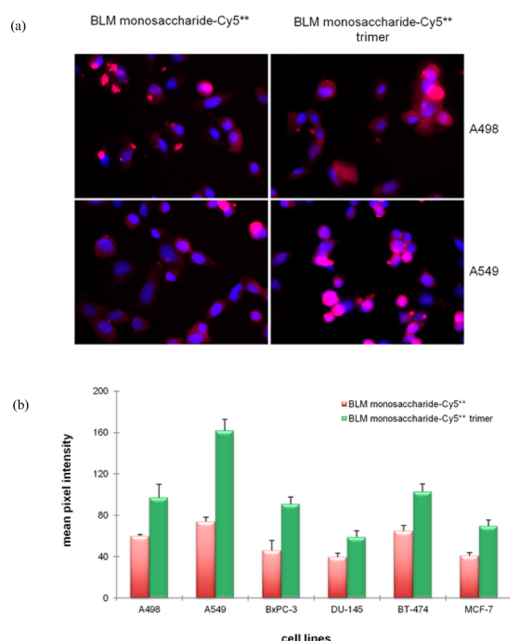 (a)
BLM monosaccharide-Cy5**
BLM monosaccharide-Cy5**
trimer
A498
A549
(b)
BLM monosaccharide-Cy5**
BLM monosaccharide-Cy5** trimer
mean pixel intensity
200
160
120
80
40
0
A498 A549 BxPC-3 DU-145 BT-474 MCF-7
cell lines